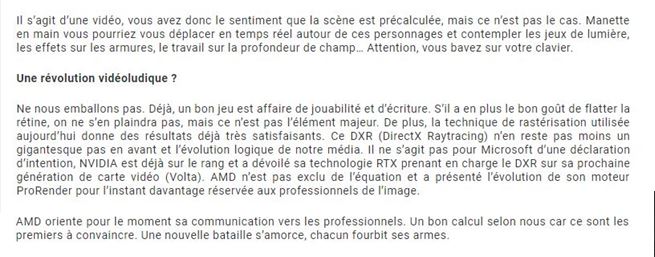 Il s’agit d’une vidéo, vous avez donc le sentiment que la scène est précalculée, mais ce n’est pas le cas. Manette
en main vous pourriez vous déplacer en temps réel autour de ces personnages et contempler les jeux de lumière,
les effets sur les armures, le travail sur la profondeur de champ… Attention, vous bavez sur votre clavier.
Une révolution vidéoludique ?
Ne nous emballons pas. Déjà, un bon jeu est affaire de jouabilité et d’écriture. S’il a en plus le bon goût de flatter la
rétine, on ne s’en plaindra pas, mais ce n’est pas l’élément majeur. De plus, la technique de rastérisation utilisée
aujourd’hui donne des résultats déjà très satisfaisants. Ce DXR (DirectX Raytracing) n’en reste pas moins un
gigantesque pas en avant et l’évolution logique de notre média. Il ne s’agit pas pour Microsoft d’une déclaration
d’intention, NVIDIA est déjà sur le rang et a dévoilé sa technologie RTX prenant en charge le DXR sur sa prochaine
génération de carte vidéo (Volta). AMD n’est pas exclu de l’équation et a présenté l’évolution de son moteur
ProRender pour l’instant davantage réservée aux professionnels de l’image.
AMD oriente pour le moment sa communication vers les professionnels. Un bon calcul selon nous car ce sont les
premiers à convaincre. Une nouvelle bataille s’amorce, chacun fourbit ses armes.